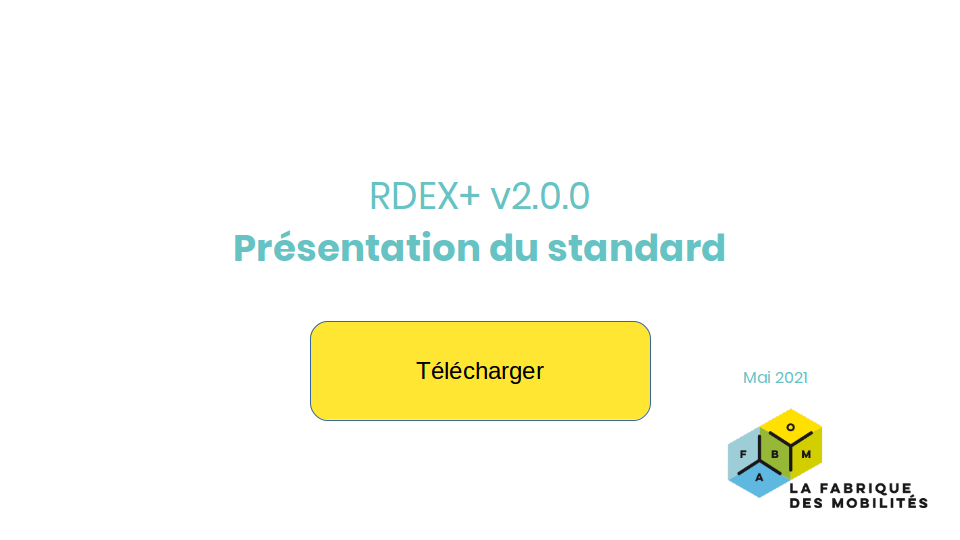 RDEX+ v2.0.0
Présentation du standard
Télécharger
Mai 2021
O
F B M
A
LA FABRIQUE
DES MOBILITÉS